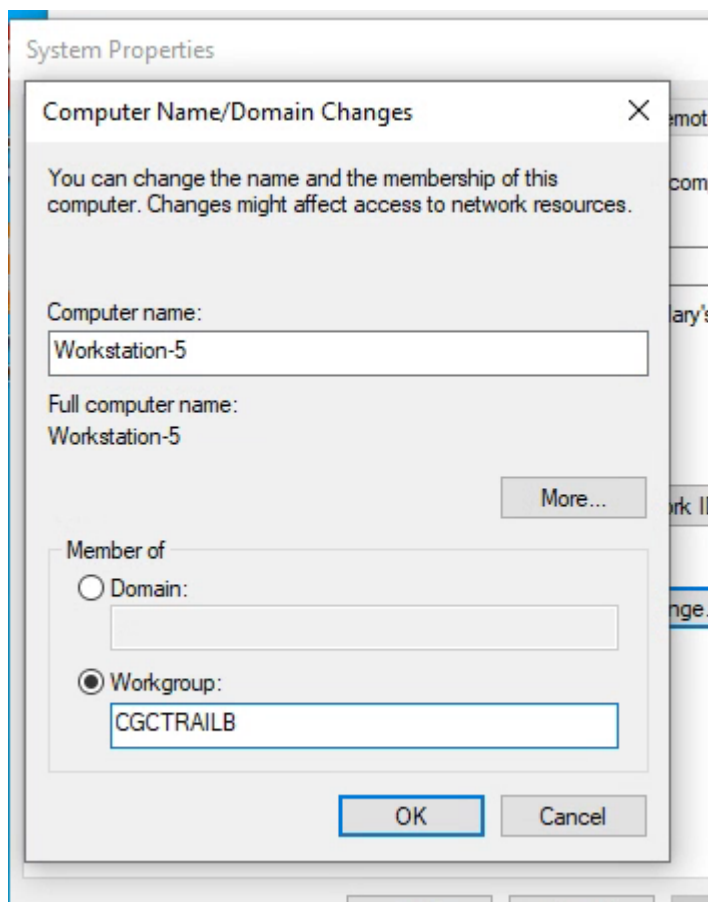 System Properties
Computer Name/Domain Changes
You can change the name and the membership of this
computer. Changes might affect access to network resources.
Computer name:
Workstation-5
Full computer name:
Workstation-5
More...
Member of
Domain:
Workgroup:
CGCTRAILB
OK
Cancel